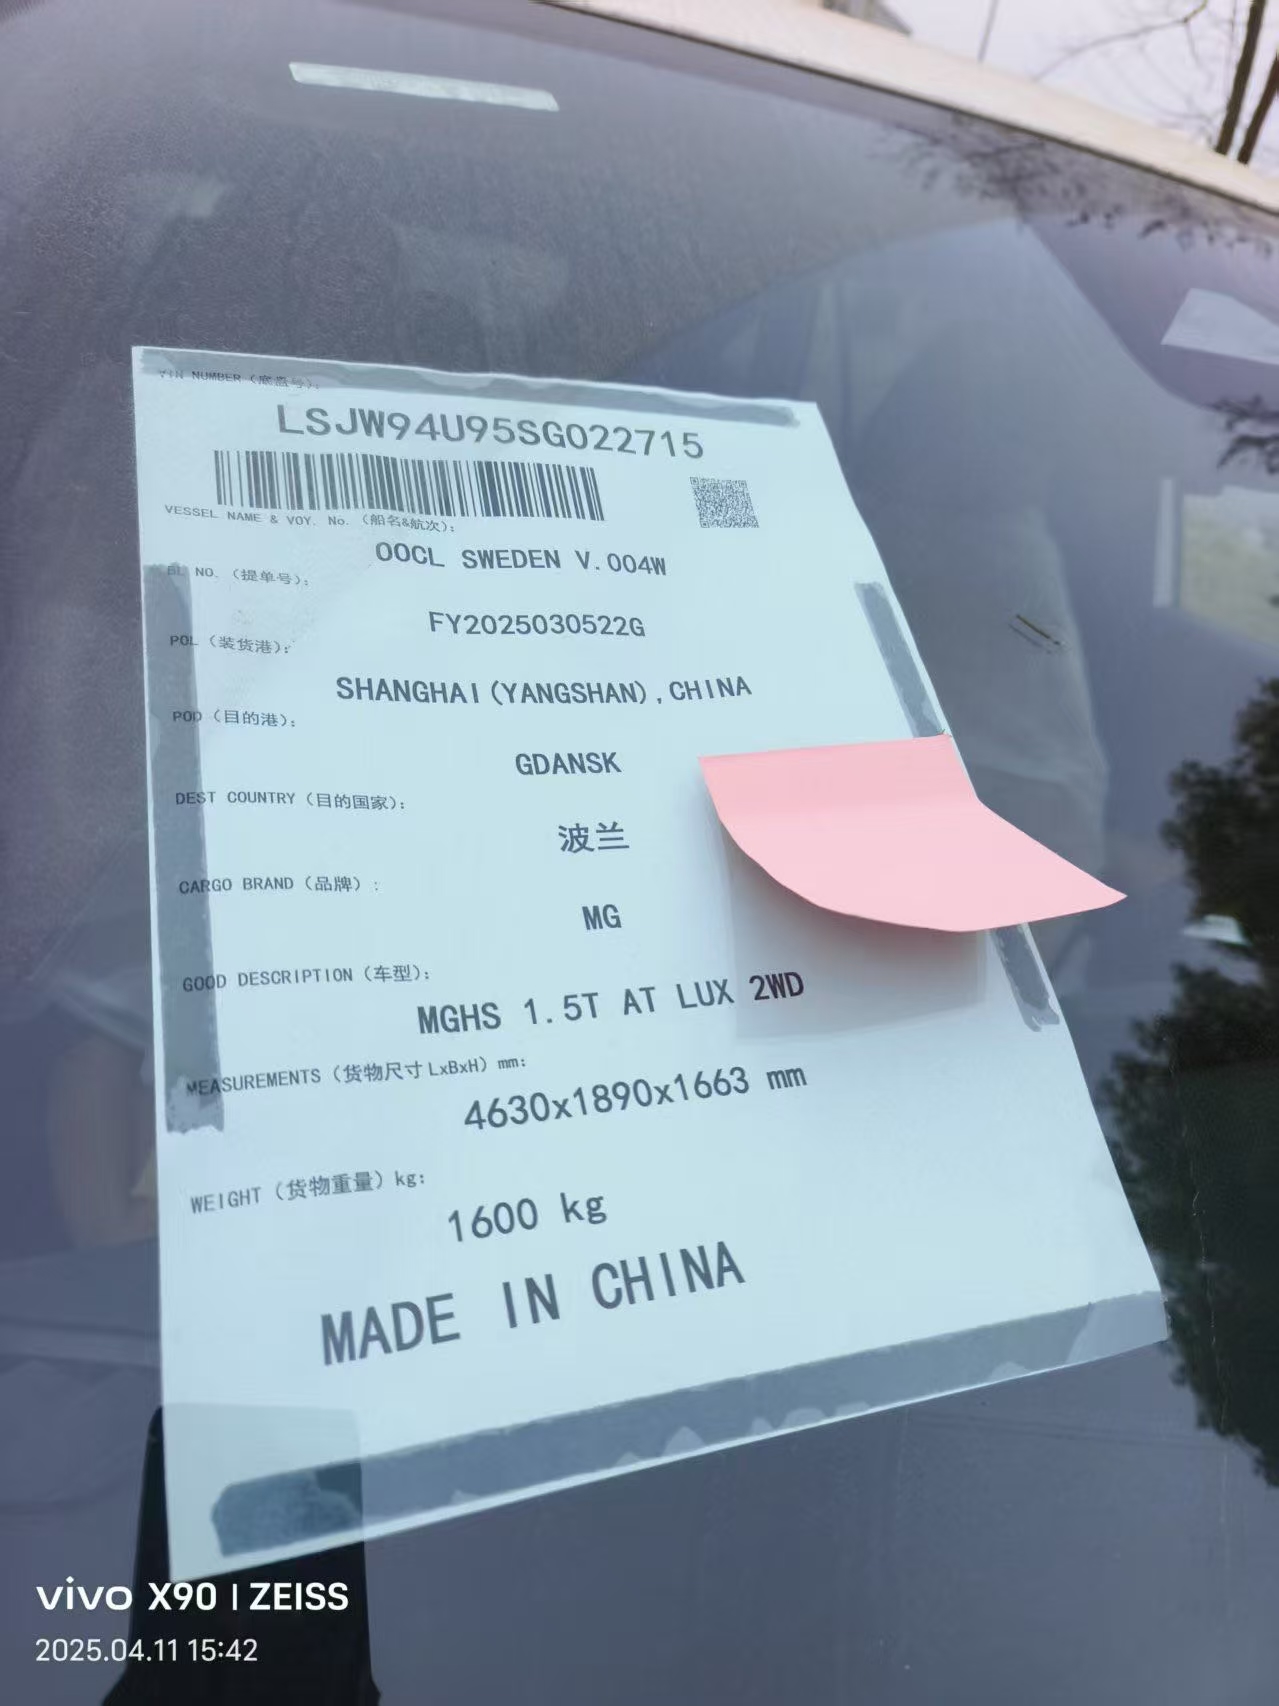 VIN NUMBER (底盘号):
LSJW94U95SG022715
VESSEL NAME & VOY. No. (船名&航次):
OOCL SWEDEN V.004W
BL NO. (提单号):
FY2025030522G
POL (装货港):
SHANGHAI(YANGSHAN),CHINA
POD (目的港):
GDANSK
DEST COUNTRY (目的国家):
波兰
CARGO BRAND (品牌) :
MG
GOOD DESCRIPTION (车型):
MGHS 1.5T AT LUX 2WD
MEASUREMENTS (货物尺寸 LxBxH) mm:
4630x1890x1663 mm
WEIGHT (货物重量) kg:
1600 kg
MADE IN CHINA
vivo X90 | ZEISS
2025.04.11 15:42